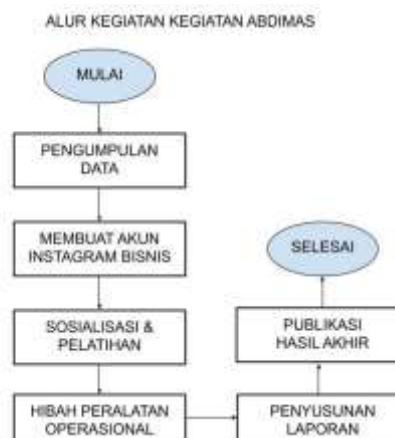 ALUR KEGIATAN KEGIATAN ABDIMAS
MULAI
PENGUMPULAN
DATA
MEMBUAT AKUN
INSTAGRAM BISNIS
SOSIALISASI &
PELATIHAN
HIBAH PERALATAN
OPERASIONAL
PENYUSUNAN
LAPORAN
PUBLIKASI
HASIL AKHIR
SELESAI